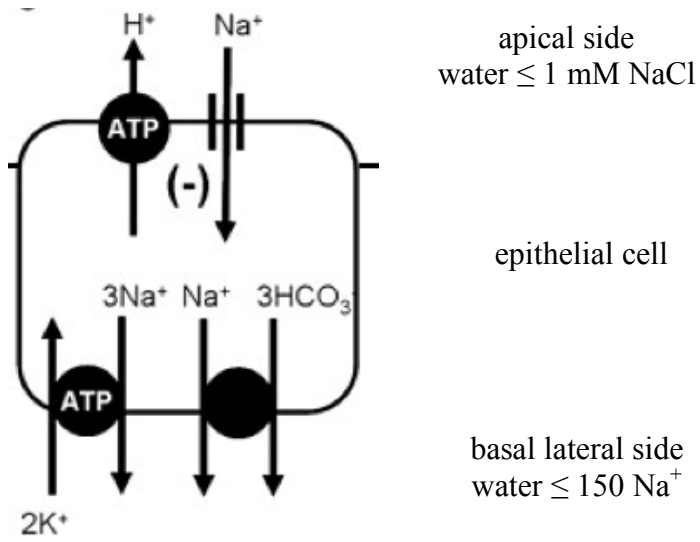 H⁺ Na⁺
apical side
water ≤ 1 mM NaCl
ATP
(-)
epithelial cell
3Na⁺ Na⁺ 3HCO₃
ATP
basal lateral side
water ≤ 150 Na⁺
2K⁺